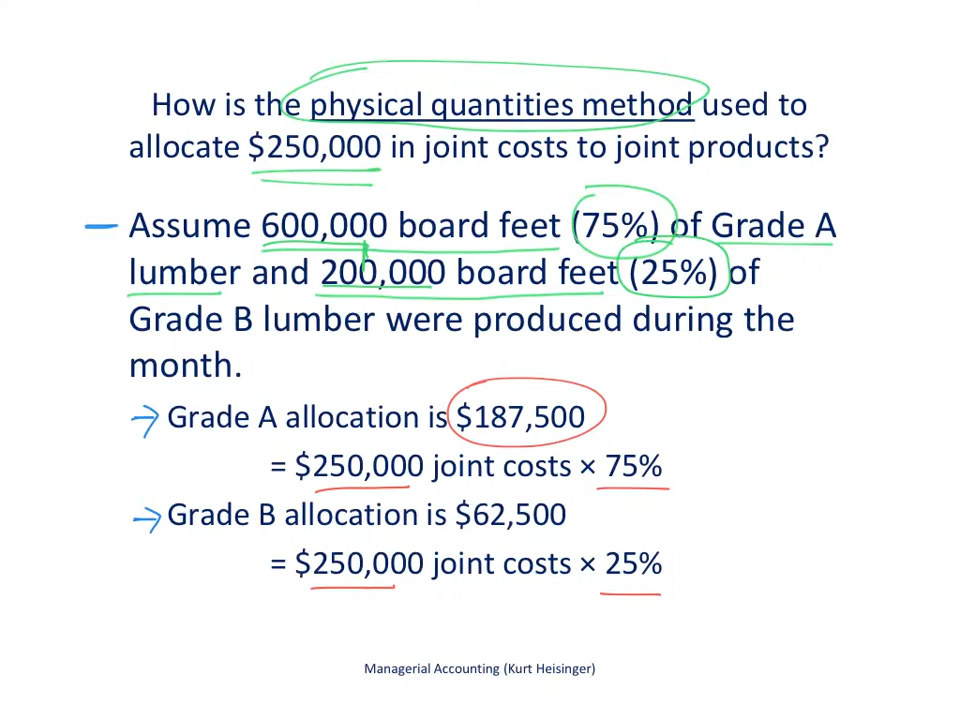 How is the physical quantities method used to
allocate $250,000 in joint costs to joint products?
Assume 600,000 board feet (75%) of Grade A
lumber and 200,000 board feet (25%) of
Grade B lumber were produced during the
month.
Grade A allocation is $187,500
= $250,000 joint costs × 75%
Grade B allocation is $62,500
= $250,000 joint costs × 25%
Managerial Accounting (Kurt Heisinger)